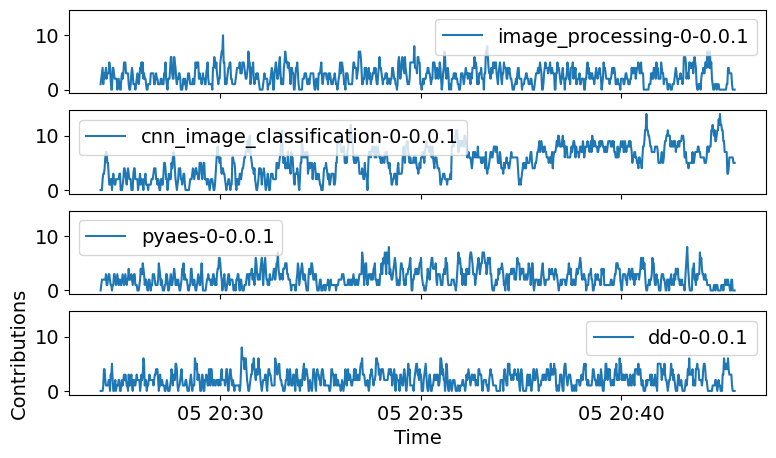 10
0
image_processing-0-0.0.1
10
0
cnn_image_classification-0-0.0.1
10
0
pyaes-0-0.0.1
10
0
dd-0-0.0.1
Contributions
05 20:30
05 20:35
05 20:40
Time